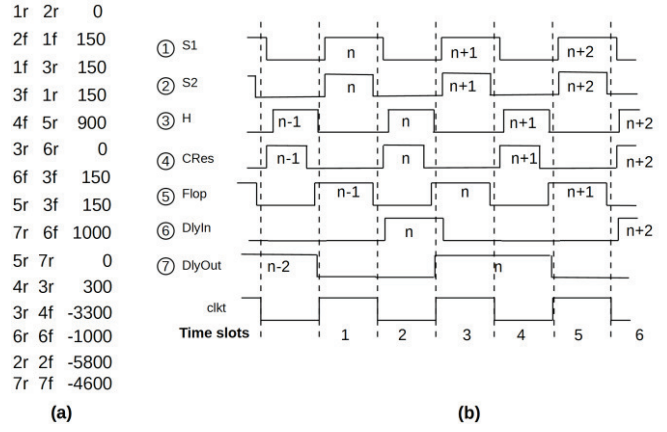 1r 2r 0
2f 1f 150
1f 3r 150
3f 1r 150
4f 5r 900
3r 6r 0
6f 3f 150
5r 3f 150
7r 6f 1000
5r 7r 0
4r 3r 300
3r 4f -3300
6r 6f -1000
2r 2f -5800
7r 7f -4600
(a)
1 S1 n n+1 n+2
2 S2 n n+1 n+2
3 H n-1 n n+1 n+2
4 CRes n-1 n n+1 n+2
5 Flop n-1 n n+1
6 DlyIn n n+2
7 DlyOut n-2 n
clkt
Time slots 1 2 3 4 5 6
(b)